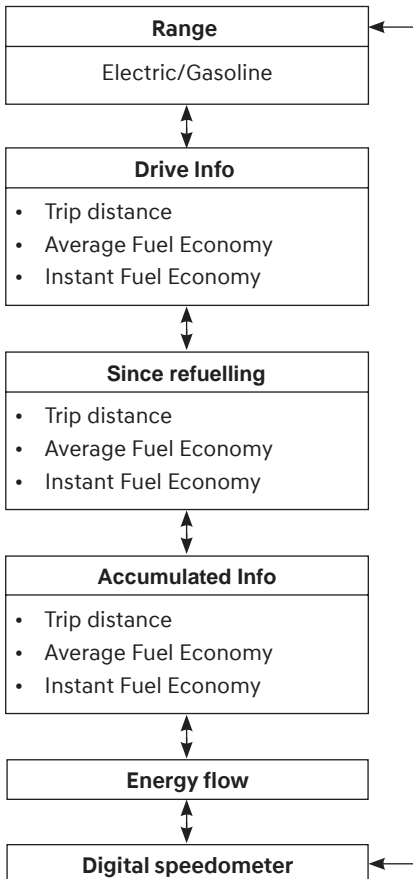 Range
Electric/Gasoline
Drive Info
• Trip distance
• Average Fuel Economy
• Instant Fuel Economy
Since refuelling
• Trip distance
• Average Fuel Economy
• Instant Fuel Economy
Accumulated Info
• Trip distance
• Average Fuel Economy
• Instant Fuel Economy
Energy flow
Digital speedometer